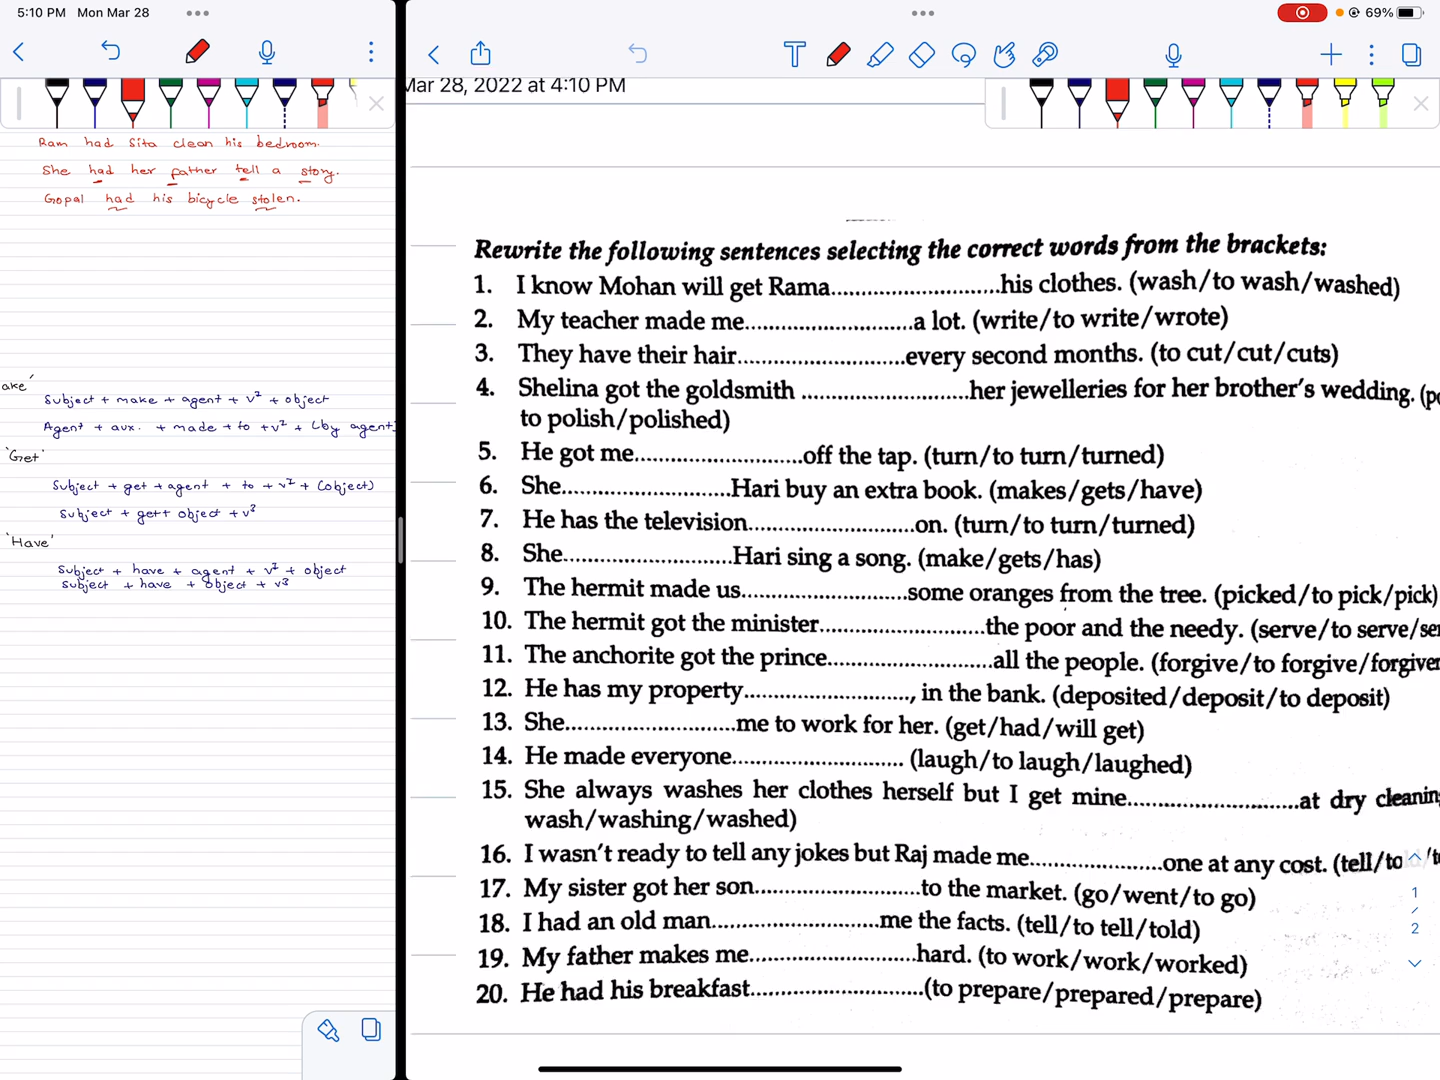 5:10 PM Mon Mar 28
69%
Mar 28, 2022 at 4:10 PM
Ram had Sita clean his bedroom.
She had her father tell a story.
Gopal had his bicycle stolen.
ake'
Subject + make + agent + v¹ + object
Agent + aux. + made + to + v¹ + (by agent)
'Get'
Subject + get + agent + to + v¹ + (object)
Subject + get + object + v³
'Have'
Subject + have + agent + v¹ + object
Subject + have + object + v³
Rewrite the following sentences selecting the correct words from the brackets:
1. I know Mohan will get Rama..............................his clothes. (wash/to wash/washed)
2. My teacher made me..............................a lot. (write/to write/wrote)
3. They have their hair..............................every second months. (to cut/cut/cuts)
4. Shelina got the goldsmith ..............................her jewelleries for her brother's wedding. (po
to polish/polished)
5. He got me..............................off the tap. (turn/to turn/turned)
6. She..............................Hari buy an extra book. (makes/gets/have)
7. He has the television..............................on. (turn/to turn/turned)
8. She..............................Hari sing a song. (make/gets/has)
9. The hermit made us..............................some oranges from the tree. (picked/to pick/pick)
10. The hermit got the minister..............................the poor and the needy. (serve/to serve/ser
11. The anchorite got the prince..............................all the people. (forgive/to forgive/forgiven
12. He has my property.............................., in the bank. (deposited/deposit/to deposit)
13. She..............................me to work for her. (get/had/will get)
14. He made everyone.............................. (laugh/to laugh/laughed)
15. She always washes her clothes herself but I get mine..............................at dry cleaning
wash/washing/washed)
16. I wasn't ready to tell any jokes but Raj made me........................one at any cost. (tell/to
17. My sister got her son..............................to the market. (go/went/to go)
18. I had an old man..............................me the facts. (tell/to tell/told)
19. My father makes me..............................hard. (to work/work/worked)
20. He had his breakfast..............................(to prepare/prepared/prepare)
1
/
2